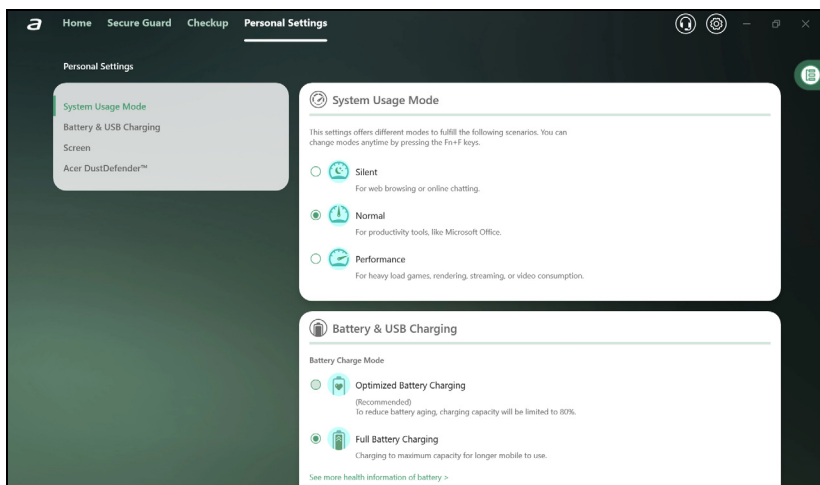 Home Secure Guard Checkup Personal Settings
Personal Settings
System Usage Mode
Battery & USB Charging
Screen
Acer DustDefender™
System Usage Mode
This settings offers different modes to fulfill the following scenarios. You can
change modes anytime by pressing the Fn+F keys.
Silent
For web browsing or online chatting.
Normal
For productivity tools, like Microsoft Office.
Performance
For heavy load games, rendering, streaming, or video consumption.
Battery & USB Charging
Battery Charge Mode
Optimized Battery Charging
(Recommended)
To reduce battery aging, charging capacity will be limited to 80%.
Full Battery Charging
Charging to maximum capacity for longer mobile to use.
See more health information of battery >